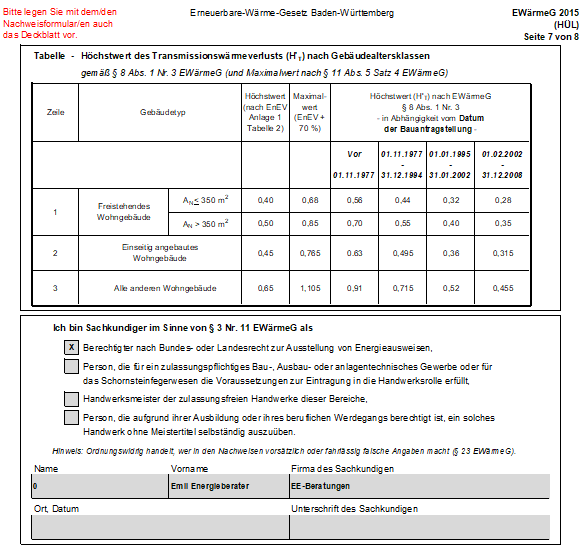 Bitte legen Sie mit dem/den
Nachweisformular/en auch
das Deckblatt vor.
Erneuerbare-Wärme-Gesetz Baden-Württemberg
EWärmeG 2015
(HÜL)
Seite 7 von 8
Tabelle - Höchstwert des Transmissionswärmeverlusts (H'T) nach Gebäudealtersklassen
gemäß § 8 Abs. 1 Nr. 3 EWärmeG (und Maximalwert nach § 11 Abs. 5 Satz 4 EWärmeG)
Zeile
Gebäudetyp
Höchstwert
(nach EnEV
Anlage 1
Tabelle 2)
Maximal-
wert
(EnEV +
70 %)
Höchstwert (H'T) nach EWärmeG
§ 8 Abs. 1 Nr. 3
- in Abhängigkeit vom Datum
der Bauantragstellung -
Vor
01.11.1977
01.11.1977
-
31.12.1994
01.01.1995
-
31.01.2002
01.02.2002
-
31.12.2008
1
Freistehendes
Wohngebäude
AN≤ 350 m²
0,40
0,68
0,56
0,44
0,32
0,28
AN > 350 m²
0,50
0,85
0,70
0,55
0,40
0,35
2
Einseitig angebautes
Wohngebäude
0,45
0,765
0.63
0,495
0,36
0,315
3
Alle anderen Wohngebäude
0,65
1,105
0,91
0,715
0,52
0,455
Ich bin Sachkundiger im Sinne von § 3 Nr. 11 EWärmeG als
X Berechtigter nach Bundes- oder Landesrecht zur Ausstellung von Energieausweisen,
Person, die für ein zulassungspflichtiges Bau-, Ausbau- oder anlagentechnisches Gewerbe oder für
das Schornsteinfegerwesen die Voraussetzungen zur Eintragung in die Handwerksrolle erfüllt,
Handwerksmeister der zulassungsfreien Handwerke dieser Bereiche,
Person, die aufgrund ihrer Ausbildung oder ihres beruflichen Werdegangs berechtigt ist, ein solches
Handwerk ohne Meistertitel selbständig auszuüben.
Hinweis: Ordnungswidrig handelt, wer in den Nachweisen vorsätzlich oder fahrlässig falsche Angaben macht (§ 23 EWärmeG).
Name
Vorname
Firma des Sachkundigen
0
Emil Energieberater
EE-Beratungen
Ort, Datum
Unterschrift des Sachkundigen